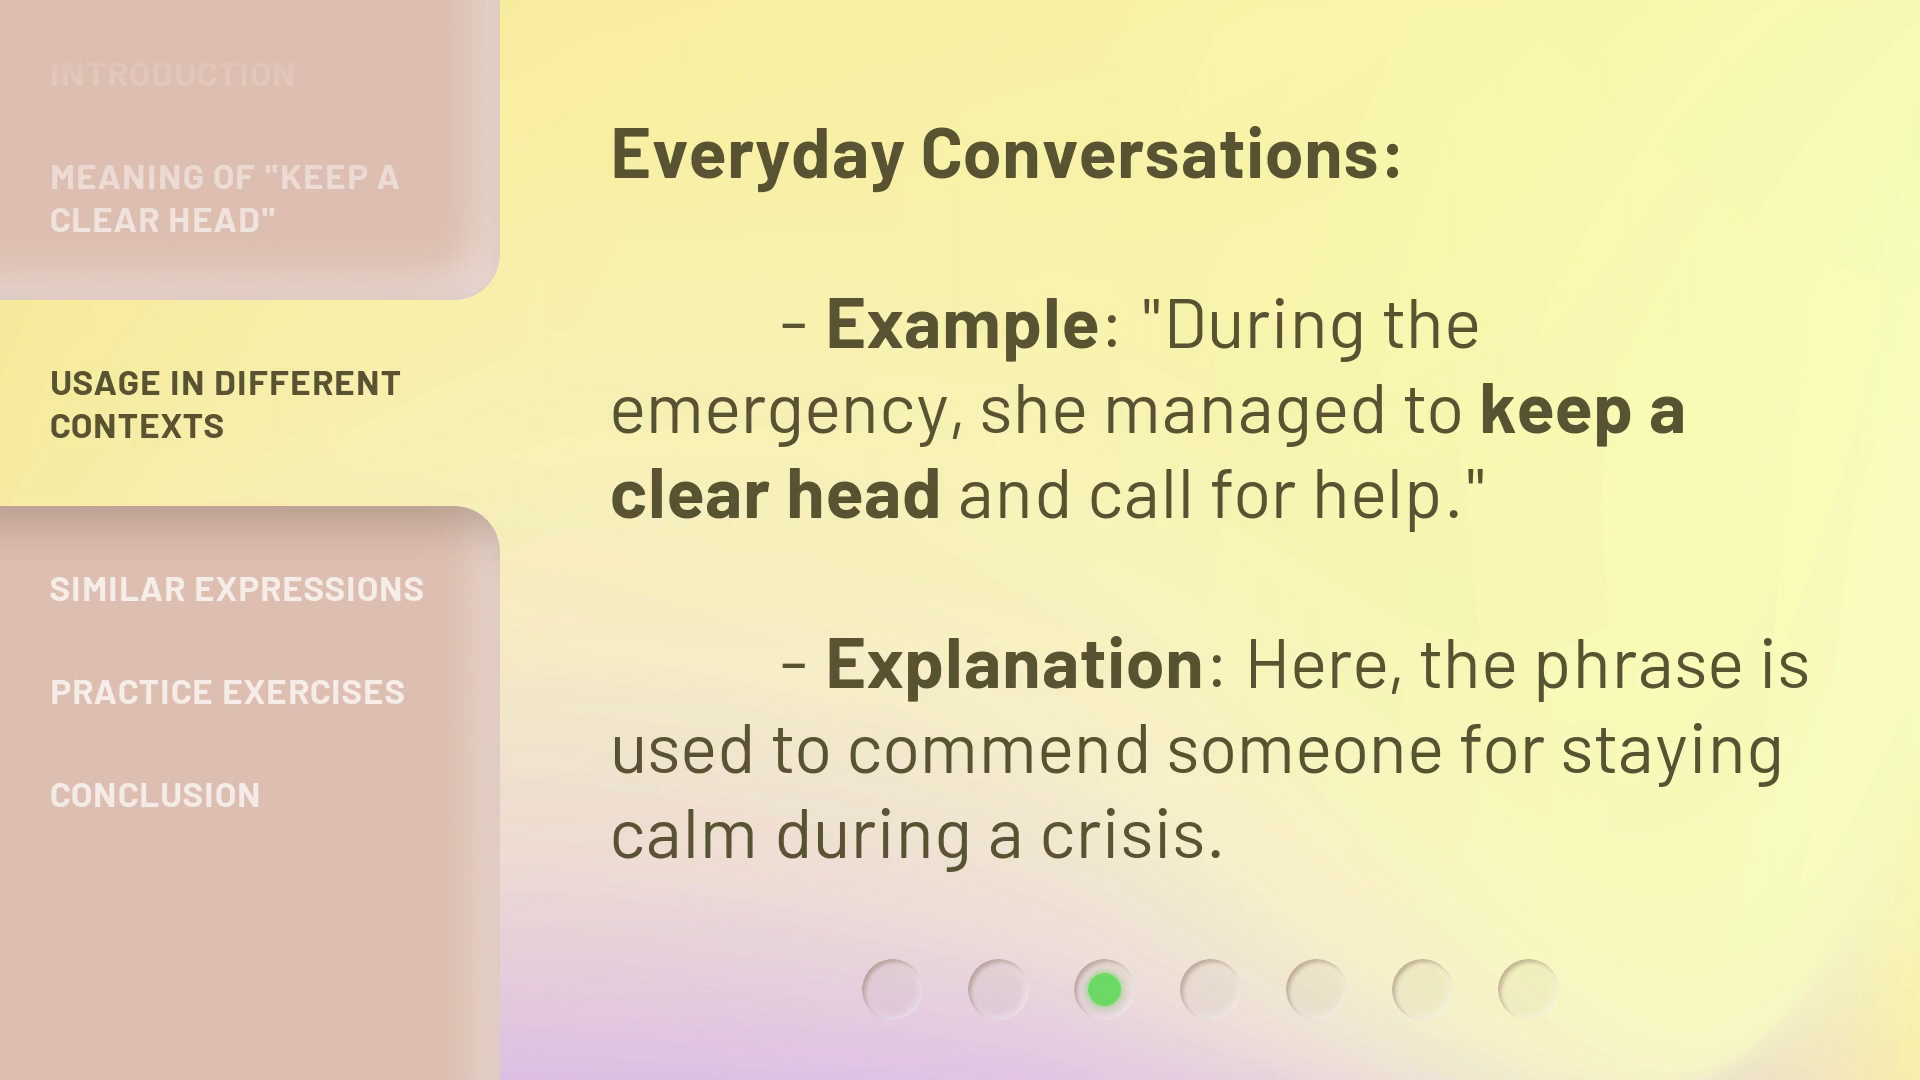 INTRODUCTION
MEANING OF "KEEP A
CLEAR HEAD"
USAGE IN DIFFERENT
CONTEXTS
SIMILAR EXPRESSIONS
PRACTICE EXERCISES
CONCLUSION
Everyday Conversations:
- Example: "During the
emergency, she managed to keep a
clear head and call for help."
- Explanation: Here, the phrase is
used to commend someone for staying
calm during a crisis.